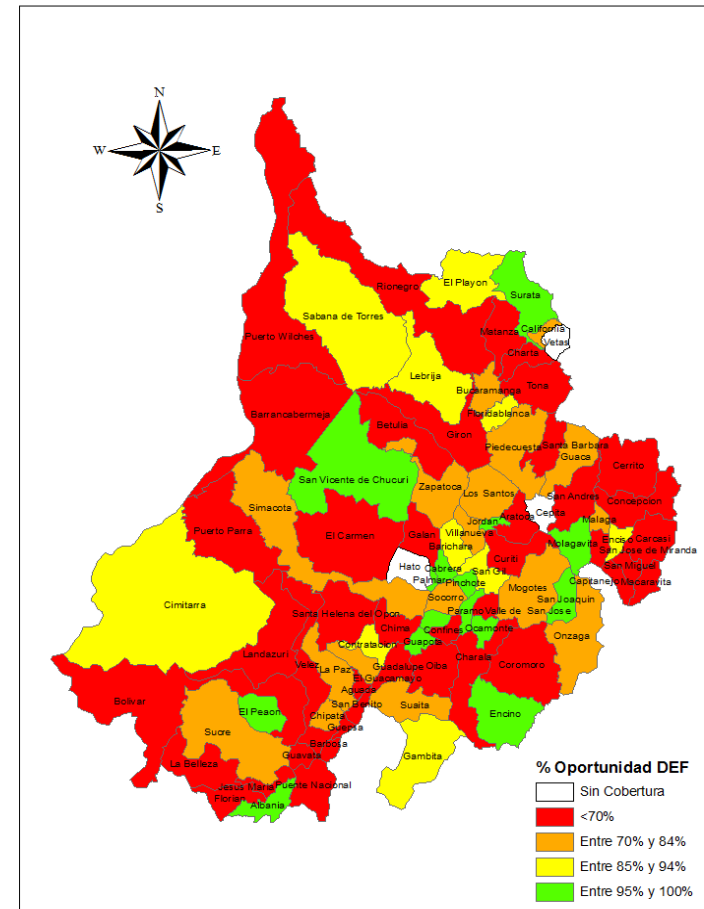 N
W E
S
El Playon
Surata
Rionegro
Sabana de Torres
California
Vetas
Puerto Wilches
Matanza
Charta
Lebrija
Bucaramanga
Tona
Barrancabermeja
Floridablanca
Betulia
Giron
Piedecuesta
Santa Barbara
Guaca
Cerrito
San Vicente de Chucuri
Zapatoca
Los Santos
San Andres
Concepcion
Simacota
Cepita
Malaga
Puerto Parra
El Carmen
Galan
Jordan
Aratoca
Villanueva
Barichara
Curiti
Molagavita
Enciso
Carcasi
San Jose de Miranda
Hato
Cabrera
San Gil
San Miguel
Palmar
Pinchote
Capitanejo
Macaravita
Cimitarra
Mogotes
San Joaquin
Socorro
Paramo
Valle de San Jose
Santa Helena del Opon
Chima
Confines
Ocamonte
Onzaga
Guapota
Contratacion
Landazuri
Velez
La Paz
Guadalupe
Oiba
Charala
Coromoro
El Guacamayo
Aguada
Bolivar
San Benito
Suaita
Encino
El Peaon
Chipata
Guepsa
Sucre
Barbosa
Gambita
Guavata
La Belleza
Jesus Maria
Puente Nacional
Florian
Albania
% Oportunidad DEF
Sin Cobertura
<70%
Entre 70% y 84%
Entre 85% y 94%
Entre 95% y 100%